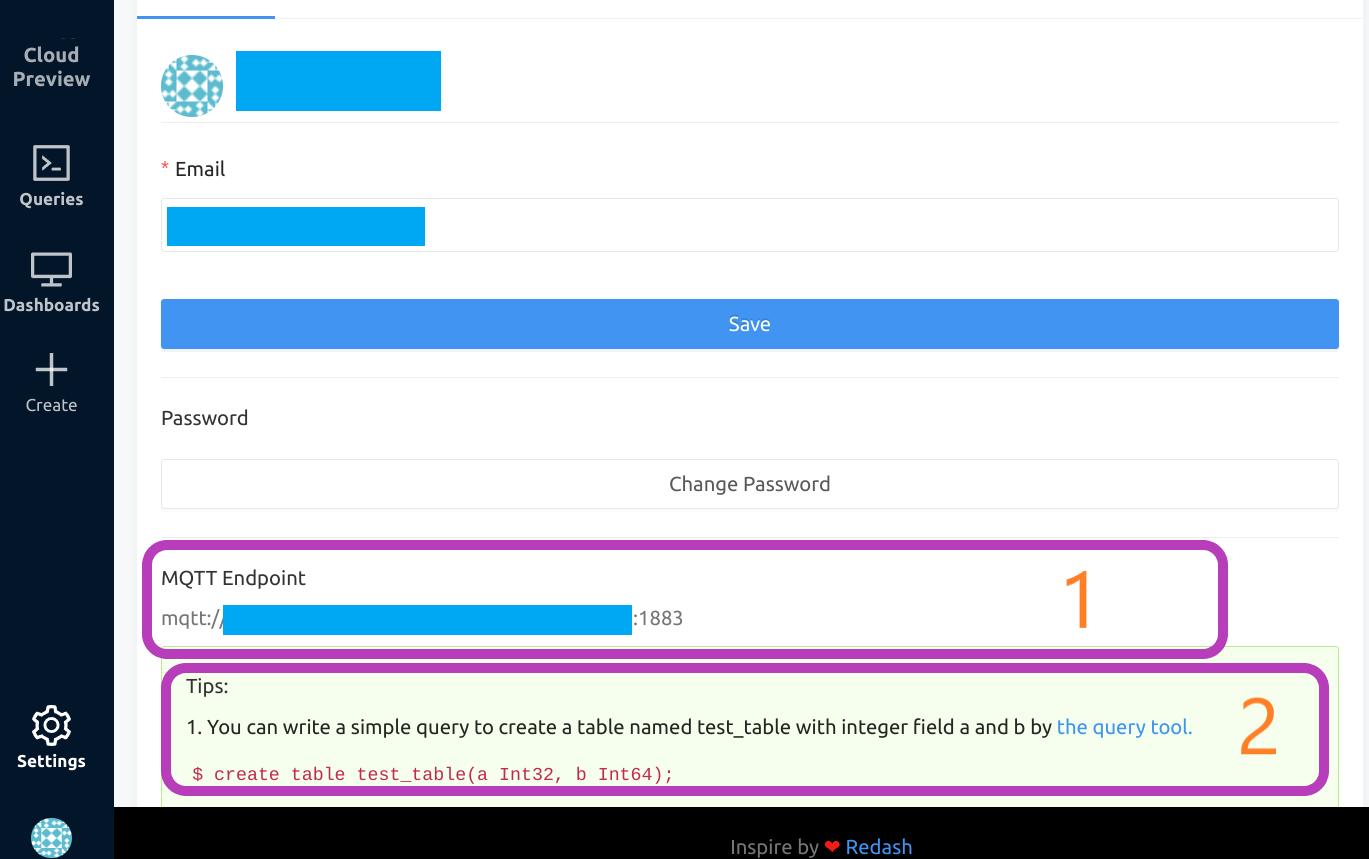 Cloud
Preview
Queries
Dashboards
Create
Settings
* Email
Save
Password
Change Password
MQTT Endpoint
mqtt:// :1883
1
Tips:
1. You can write a simple query to create a table named test_table with integer field a and b by the query tool.
$ create table test_table(a Int32, b Int64);
2
Inspire by ❤ Redash